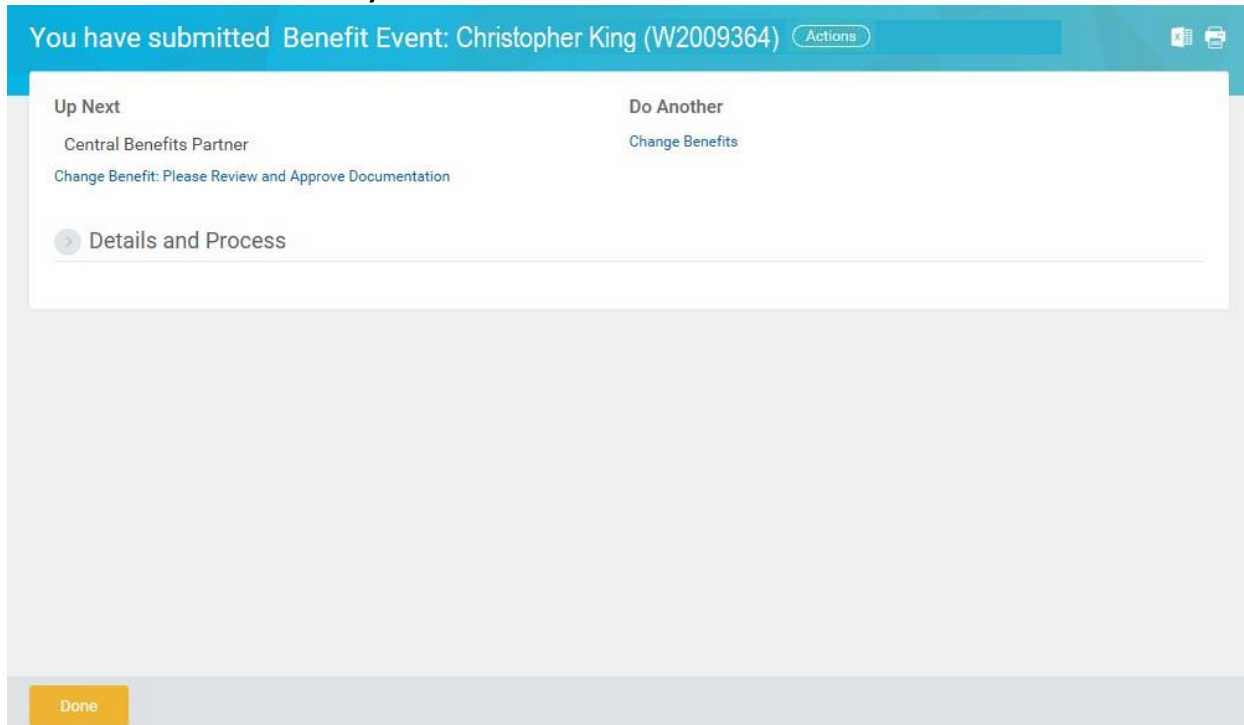 You have submitted Benefit Event: Christopher King (W2009364) Actions
Up Next
Do Another
Central Benefits Partner
Change Benefits
Change Benefit: Please Review and Approve Documentation
Details and Process
Done